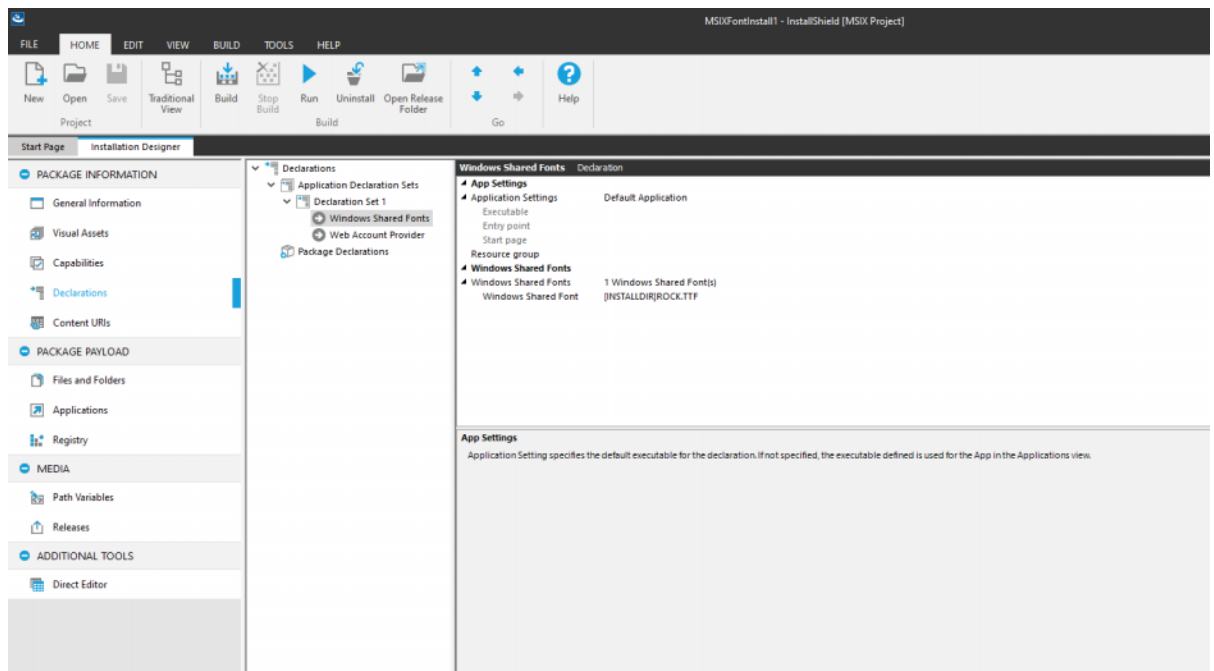 MSIXFontInstall1 - InstallShield [MSIX Project]
FILE HOME EDIT VIEW BUILD TOOLS HELP
New Open Save Traditional View Build Stop Build Run Uninstall Open Release Folder Help
Project Build Go
Start Page Installation Designer
PACKAGE INFORMATION
General Information
Visual Assets
Capabilities
Declarations
Content URIs
PACKAGE PAYLOAD
Files and Folders
Applications
Registry
MEDIA
Path Variables
Releases
ADDITIONAL TOOLS
Direct Editor
Declarations
Application Declaration Sets
Declaration Set 1
Windows Shared Fonts
Web Account Provider
Package Declarations
Windows Shared Fonts Declaration
App Settings
Application Settings Default Application
Executable
Entry point
Start page
Resource group
Windows Shared Fonts
Windows Shared Fonts 1 Windows Shared Font(s)
Windows Shared Font [INSTALLDIR]ROCK.TTF
App Settings
Application Setting specifies the default executable for the declaration. If not specified, the executable defined is used for the App in the Applications view.